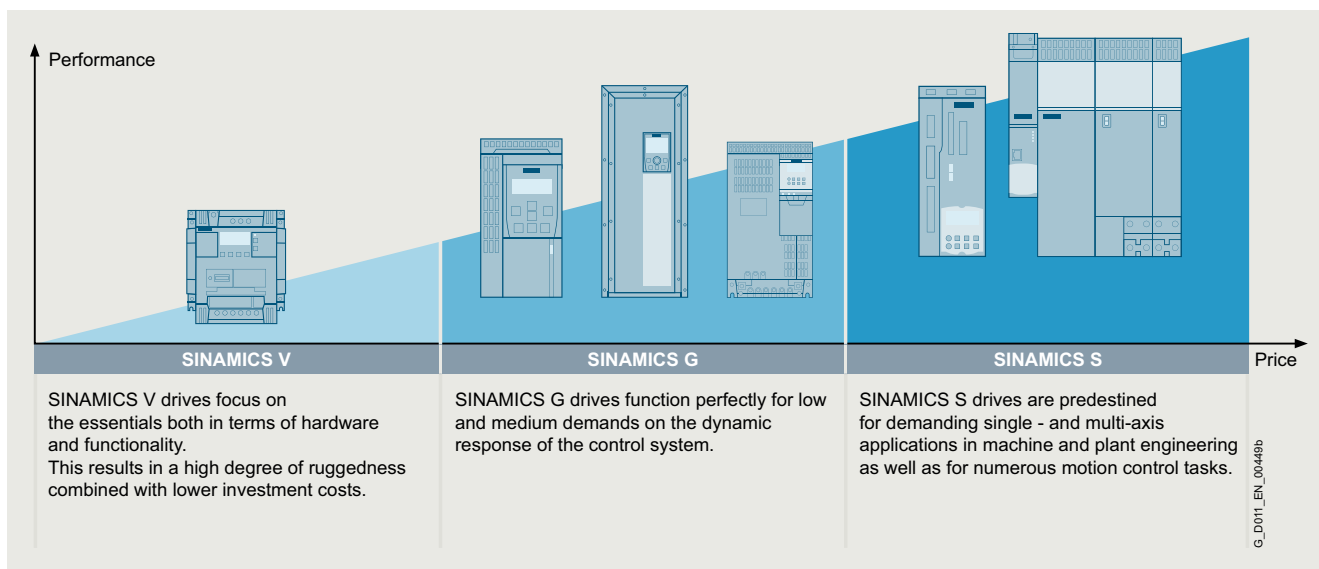 Performance
SINAMICS V
SINAMICS G
SINAMICS S
Price
SINAMICS V drives focus on
the essentials both in terms of hardware
and functionality.
This results in a high degree of ruggedness
combined with lower investment costs.
SINAMICS G drives function perfectly for low
and medium demands on the dynamic
response of the control system.
SINAMICS S drives are predestined
for demanding single - and multi-axis
applications in machine and plant engineering
as well as for numerous motion control tasks.
G_D011_EN_00449b